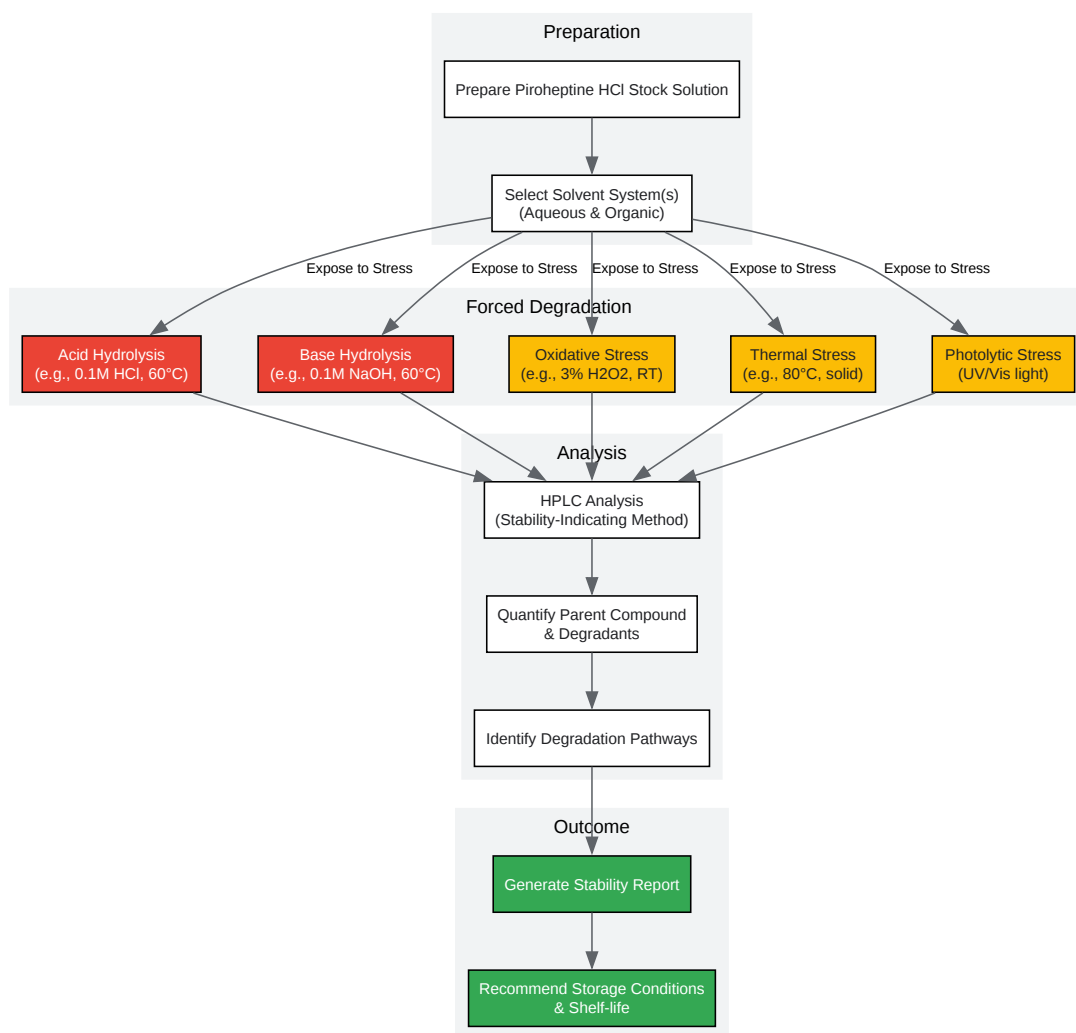 Preparation
Prepare Piroheptine HCl Stock Solution
Select Solvent System(s)
(Aqueous & Organic)
Expose to Stress
Expose to Stress
Expose to Stress
Expose to Stress
Expose to Stress
Forced Degradation
Acid Hydrolysis
(e.g., 0.1M HCl, 60°C)
Base Hydrolysis
(e.g., 0.1M NaOH, 60°C)
Oxidative Stress
(e.g., 3% H2O2, RT)
Thermal Stress
(e.g., 80°C, solid)
Photolytic Stress
(UV/Vis light)
Analysis
HPLC Analysis
(Stability-Indicating Method)
Quantify Parent Compound
& Degradants
Identify Degradation Pathways
Outcome
Generate Stability Report
Recommend Storage Conditions
& Shelf-life